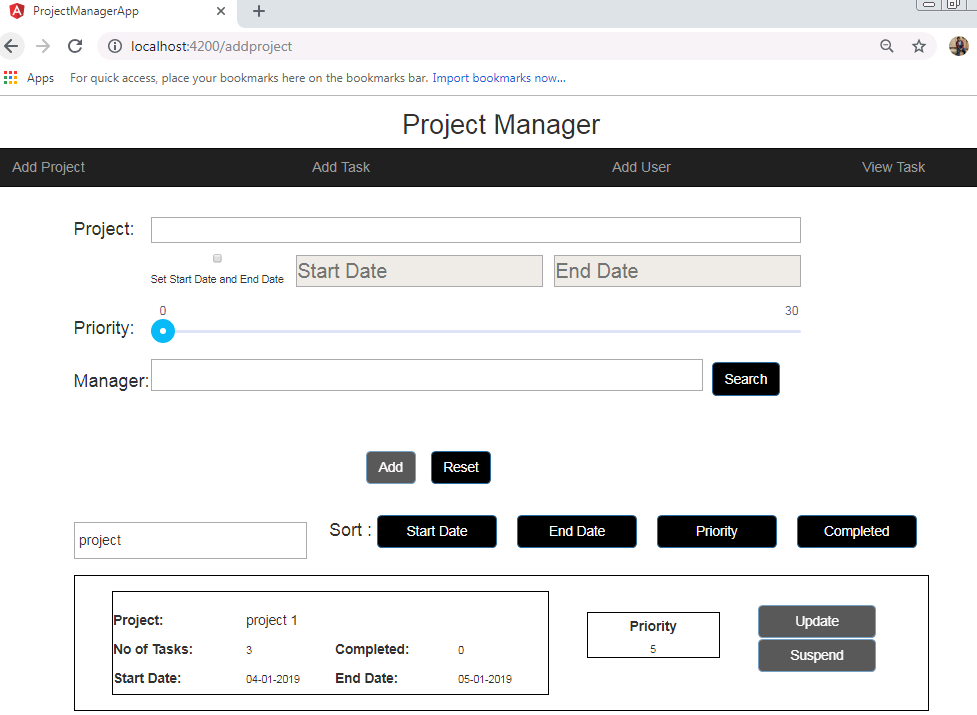 ProjectManagerApp
localhost:4200/addproject
Apps For quick access, place your bookmarks here on the bookmarks bar. Import bookmarks now...
Project Manager
Add Project Add Task Add User View Task
Project:
Set Start Date and End Date Start Date End Date
0 30
Priority:
Manager: Search
Add Reset
project Sort : Start Date End Date Priority Completed
Project: project 1 Priority Update
No of Tasks: 3 Completed: 0 5 Suspend
Start Date: 04-01-2019 End Date: 05-01-2019